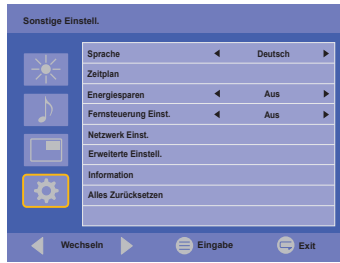 Sonstige Einstell.
Sprache Deutsch
Zeitplan
Energiesparen Aus
Fernsteuerung Einst. Aus
Netzwerk Einst.
Erweiterte Einstell.
Information
Alles Zurücksetzen
Wechseln Eingabe Exit